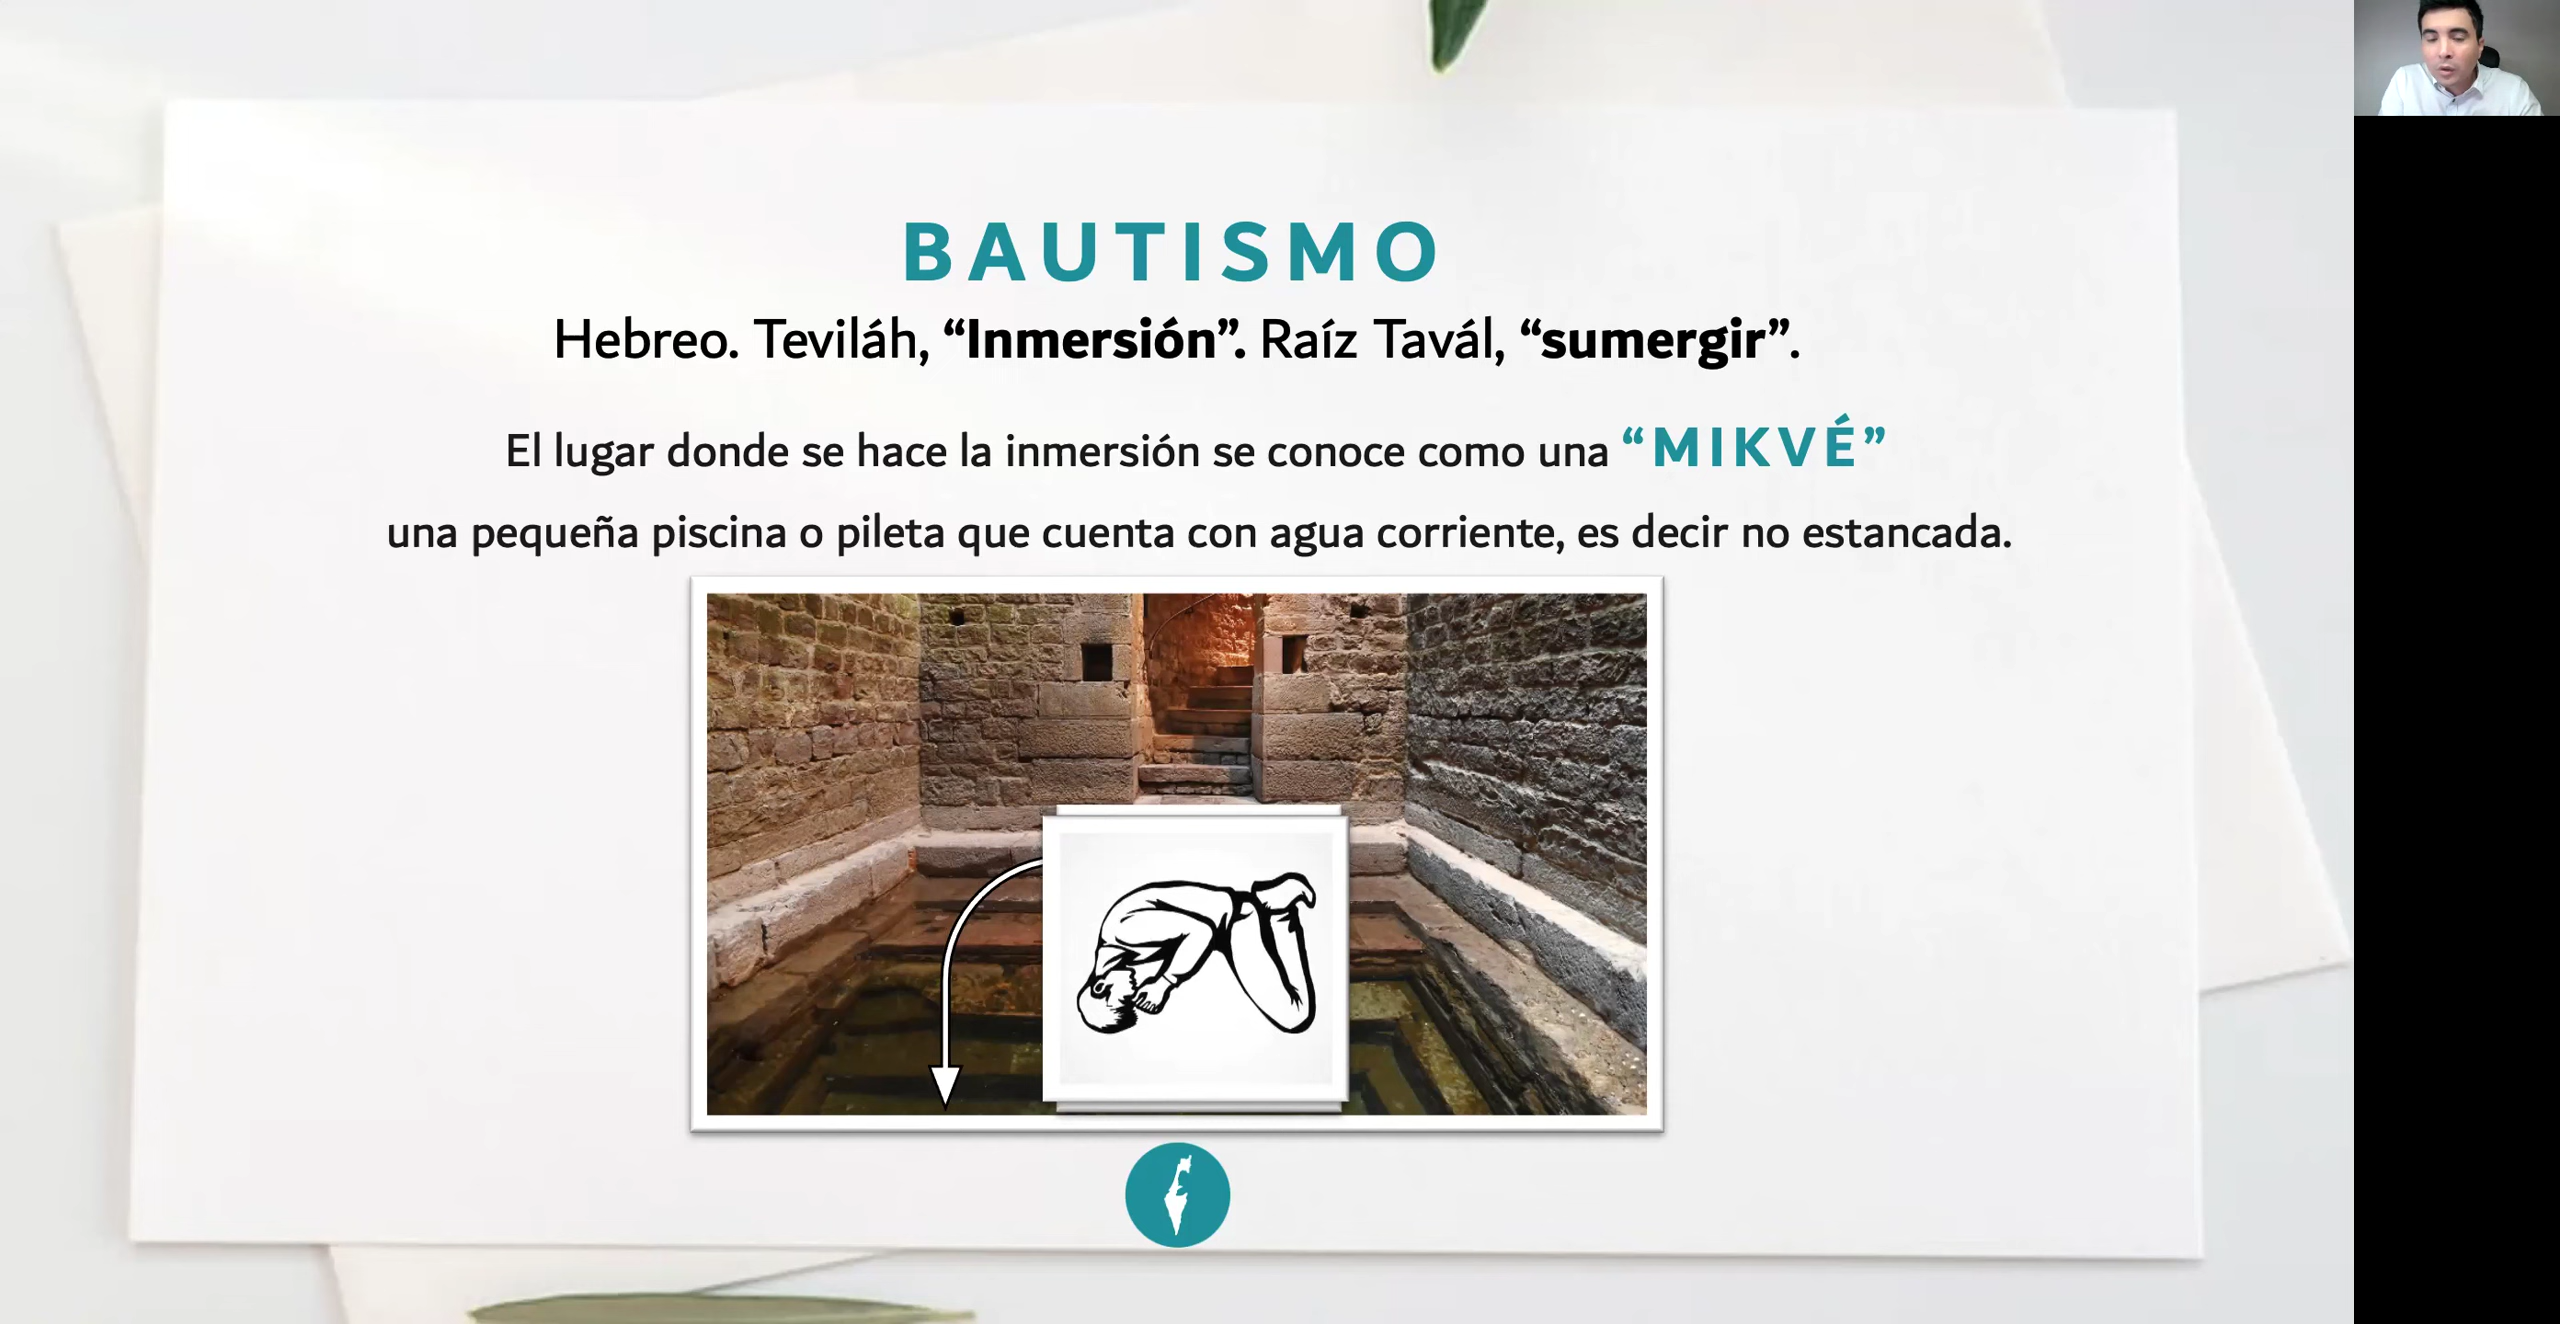 BAUTISMO
Hebreo. Teviláh, “Inmersión”. Raíz Tavál, “sumergir”.
El lugar donde se hace la inmersión se conoce como una “MIKVÉ”
una pequeña piscina o pileta que cuenta con agua corriente, es decir no estancada.